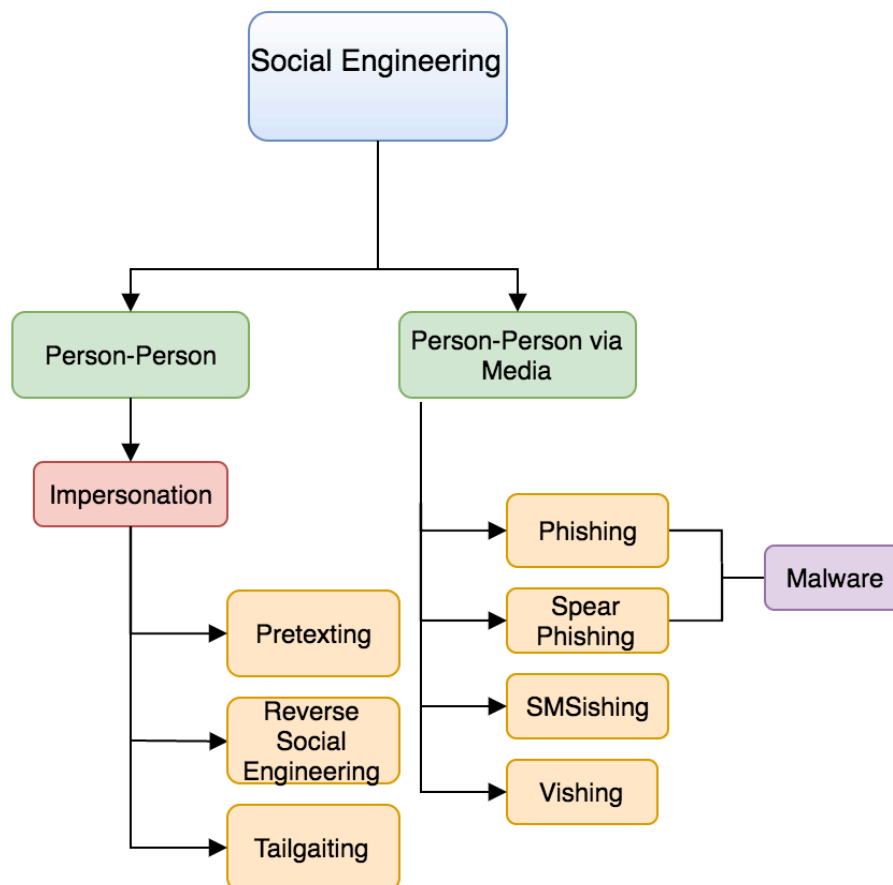 Social Engineering
Person-Person
Person-Person via
Media
Impersonation
Phishing
Malware
Spear
Phishing
Pretexting
SMSishing
Reverse
Social
Engineering
Vishing
Tailgaiting